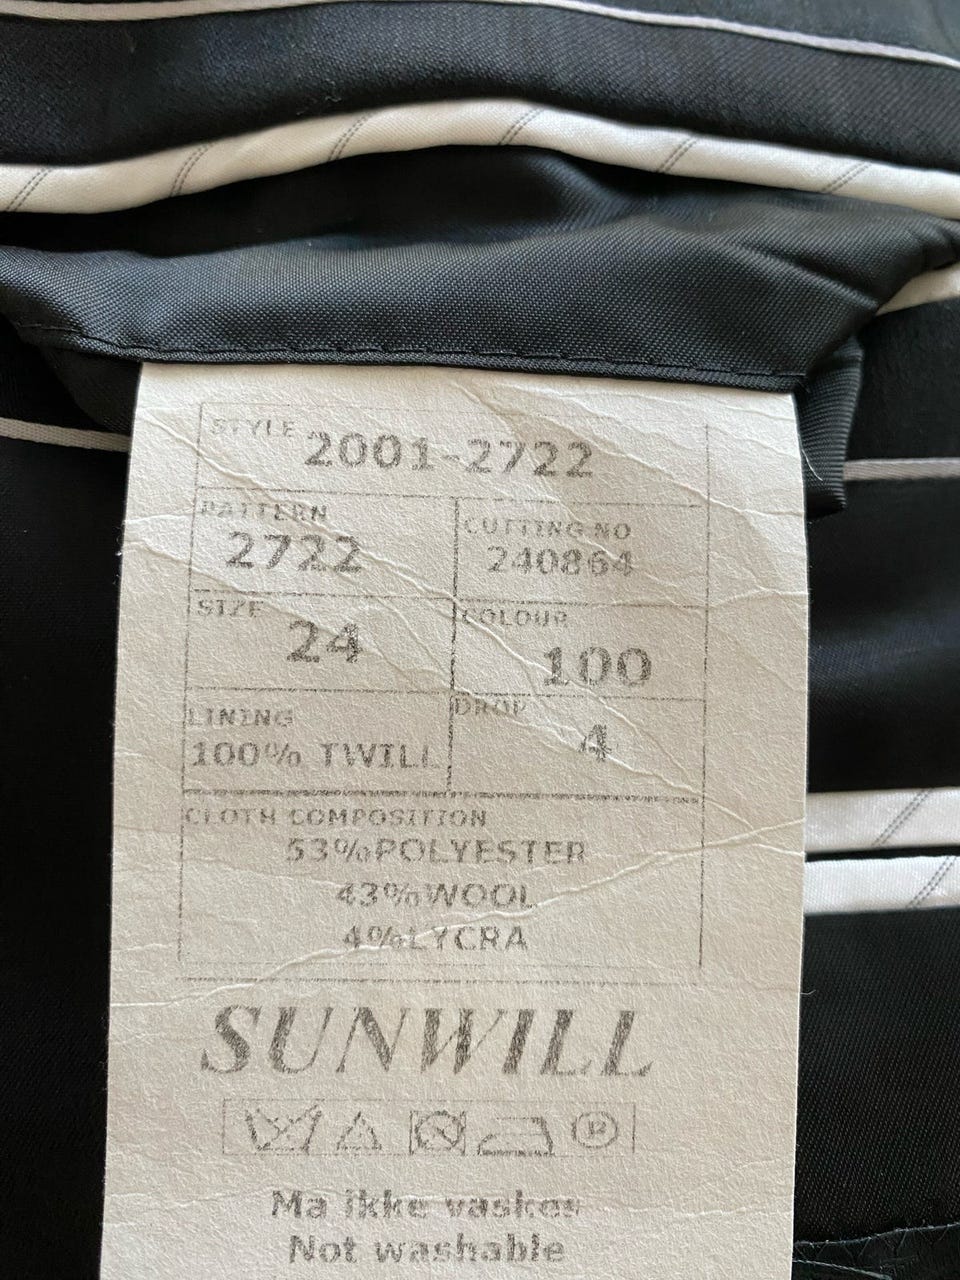 STYLE 2001-2722
PATTERN
2722
CUTTING NO
240864
SIZE
24
COLOUR
100
LINING
100% TWILL
DROP
4
CLOTH COMPOSITION
53%POLYESTER
43%WOOL
4%LYCRA
SUNWILL
P
Ma ikke vaskes
Not washable